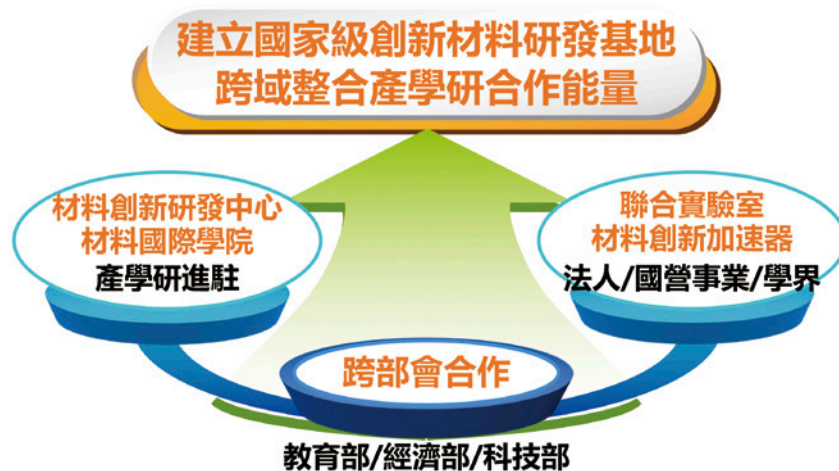 建立國家級創新材料研發基地
跨域整合產學研合作能量
材料創新研發中心
材料國際學院
產學研進駐
聯合實驗室
材料創新加速器
法人/國營事業/學界
跨部會合作
教育部/經濟部/科技部